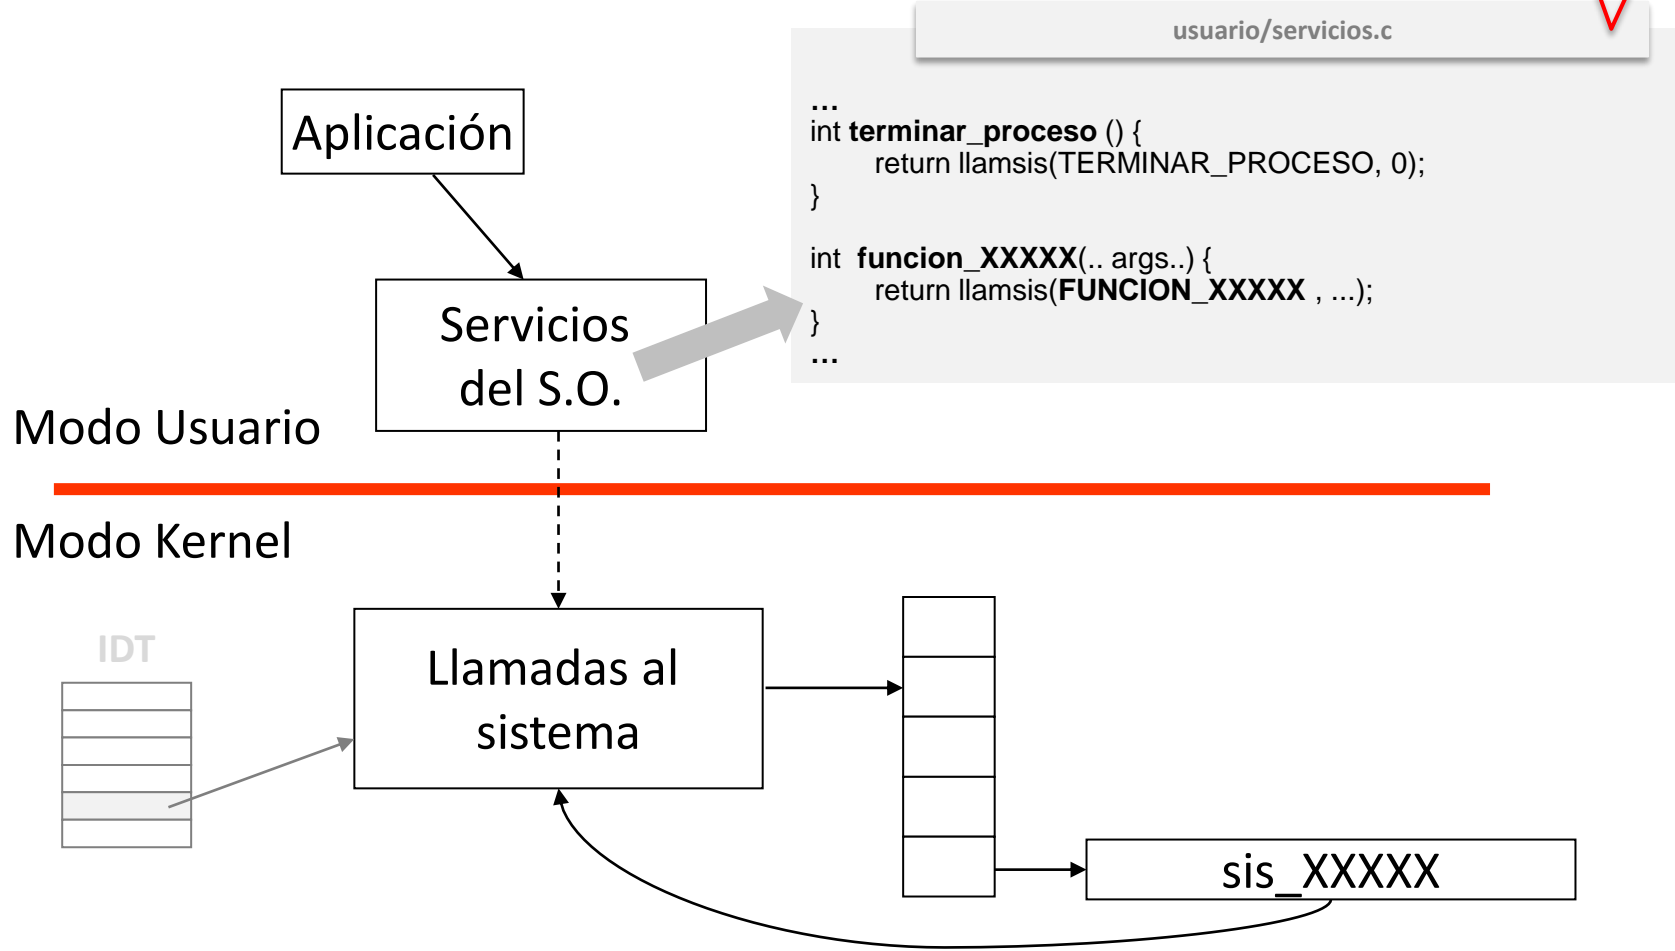 usuario/servicios.c
...
int terminar_proceso () {
return llamsis(TERMINAR_PROCESO, 0);
}
int funcion_XXXXX(.. args..) {
return llamsis(FUNCION_XXXXX , ...);
}
...
Aplicación
Servicios
del S.O.
Modo Usuario
Modo Kernel
IDT
Llamadas al
sistema
sis_XXXXX